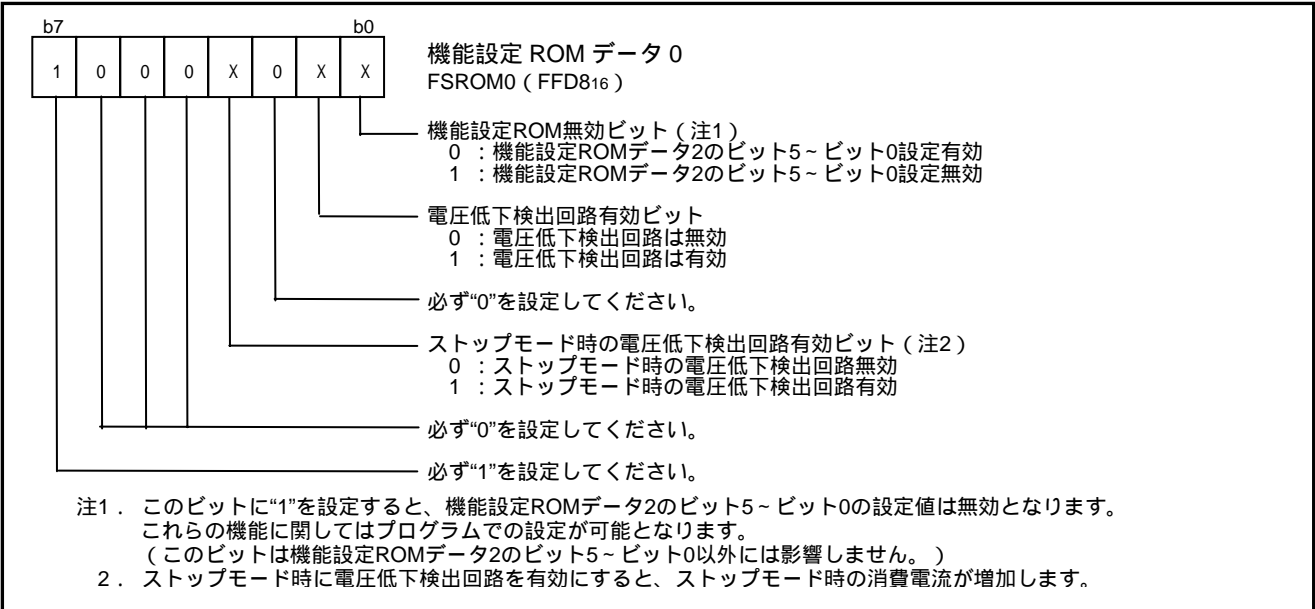 b7 b0
1 0 0 0 X 0 X X
機能設定 ROM データ 0
FSROM0（FFD816）
機能設定ROM無効ビット（注1）
0 ：機能設定ROMデータ2のビット5～ビット0設定有効
1 ：機能設定ROMデータ2のビット5～ビット0設定無効
電圧低下検出回路有効ビット
0 ：電圧低下検出回路は無効
1 ：電圧低下検出回路は有効
必ず“0”を設定してください。
ストップモード時の電圧低下検出回路有効ビット（注2）
0 ：ストップモード時の電圧低下検出回路無効
1 ：ストップモード時の電圧低下検出回路有効
必ず“0”を設定してください。
必ず“1”を設定してください。
注1． このビットに“1”を設定すると、機能設定ROMデータ2のビット5～ビット0の設定値は無効となります。
これらの機能に関してはプログラムでの設定が可能となります。
（このビットは機能設定ROMデータ2のビット5～ビット0以外には影響しません。）
2． ストップモード時に電圧低下検出回路を有効にすると、ストップモード時の消費電流が増加します。